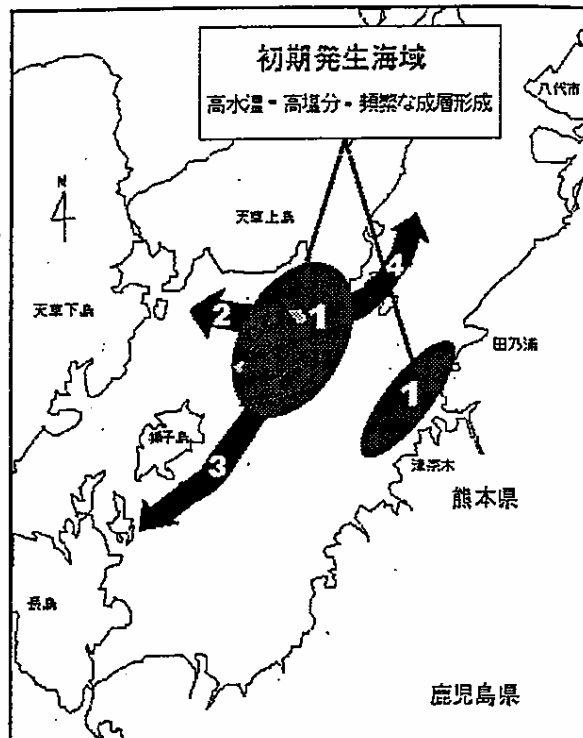 初期発生海域
高水温・高塩分・頻繁な成層形成
八代市
N
天草上島
4
2
1
天草下島
田乃浦
1
獅子島
津奈木
3
熊本県
長島
鹿児島県